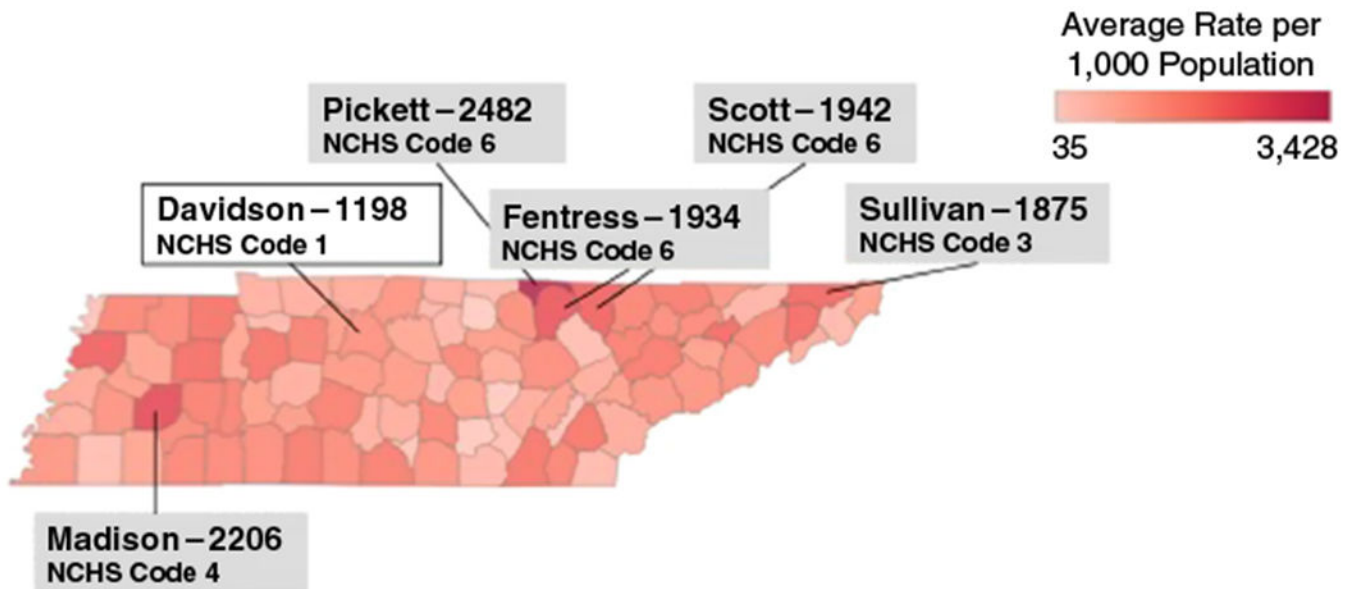 Average Rate per
1,000 Population
35 3,428
Pickett–2482
NCHS Code 6
Scott–1942
NCHS Code 6
Davidson–1198
NCHS Code 1
Fentress–1934
NCHS Code 6
Sullivan–1875
NCHS Code 3
Madison–2206
NCHS Code 4